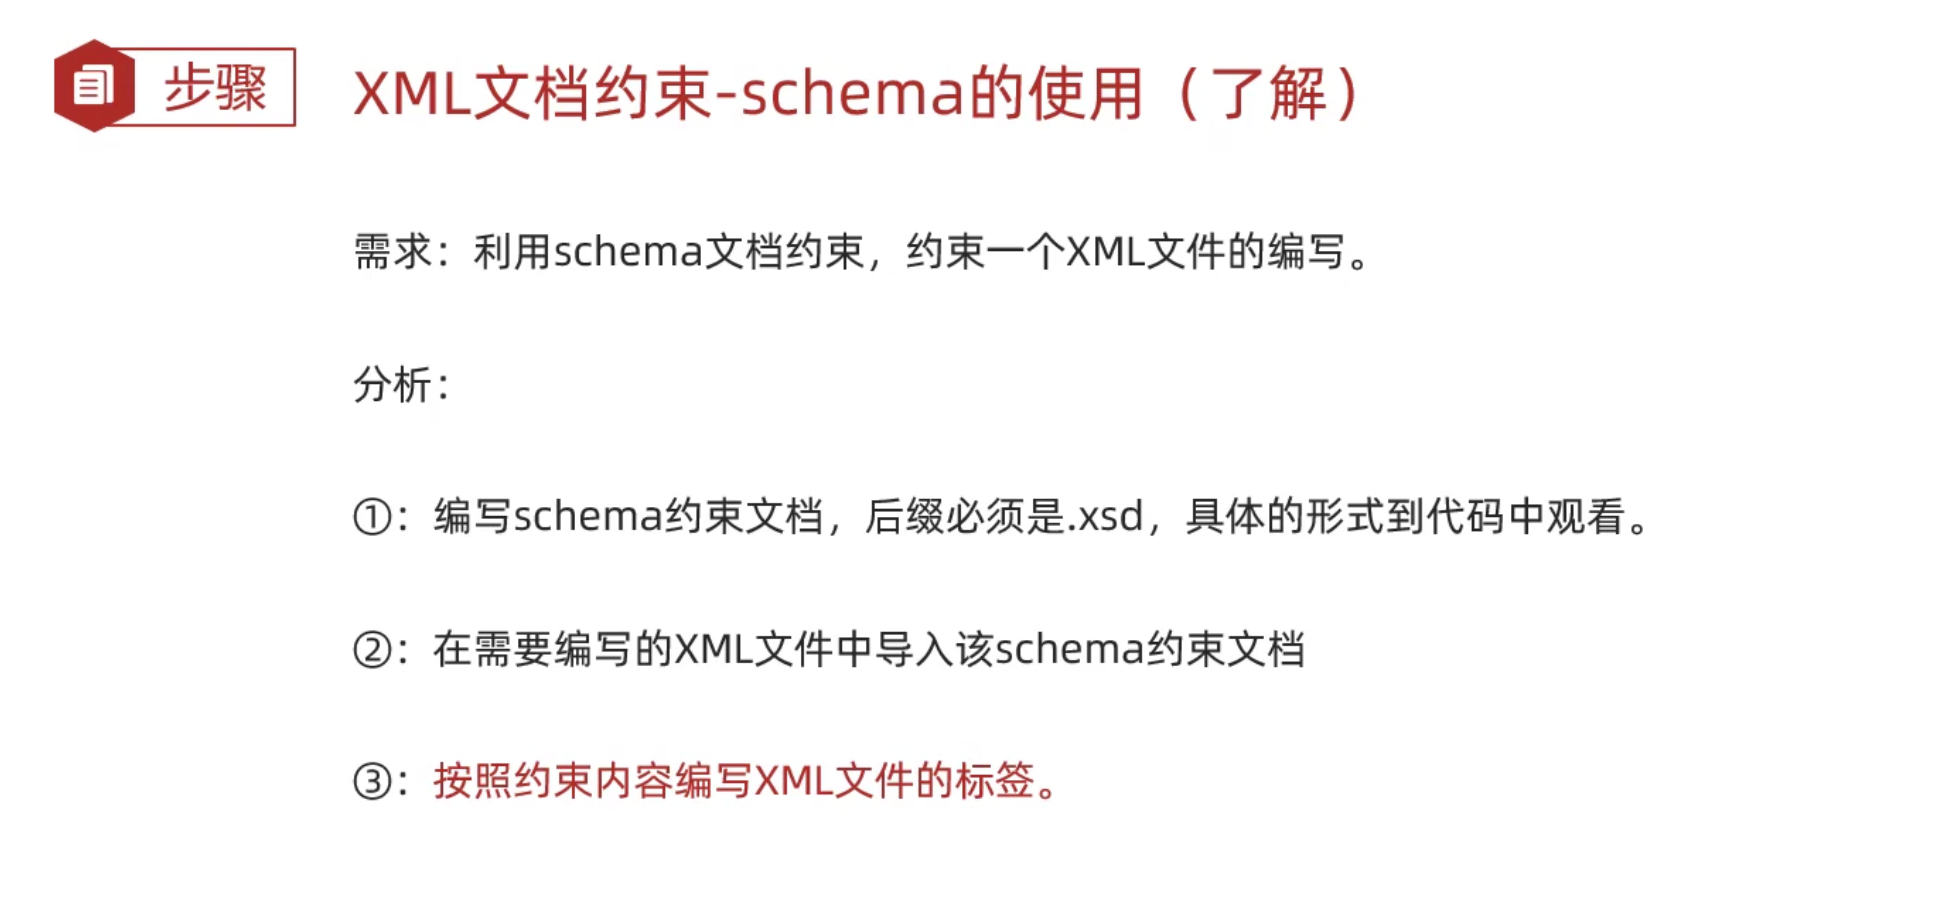 步骤
XML文档约束-schema的使用（了解）
需求：利用schema文档约束，约束一个XML文件的编写。
分析：
①：编写schema约束文档，后缀必须是.xsd，具体的形式到代码中观看。
②：在需要编写的XML文件中导入该schema约束文档
③：按照约束内容编写XML文件的标签。